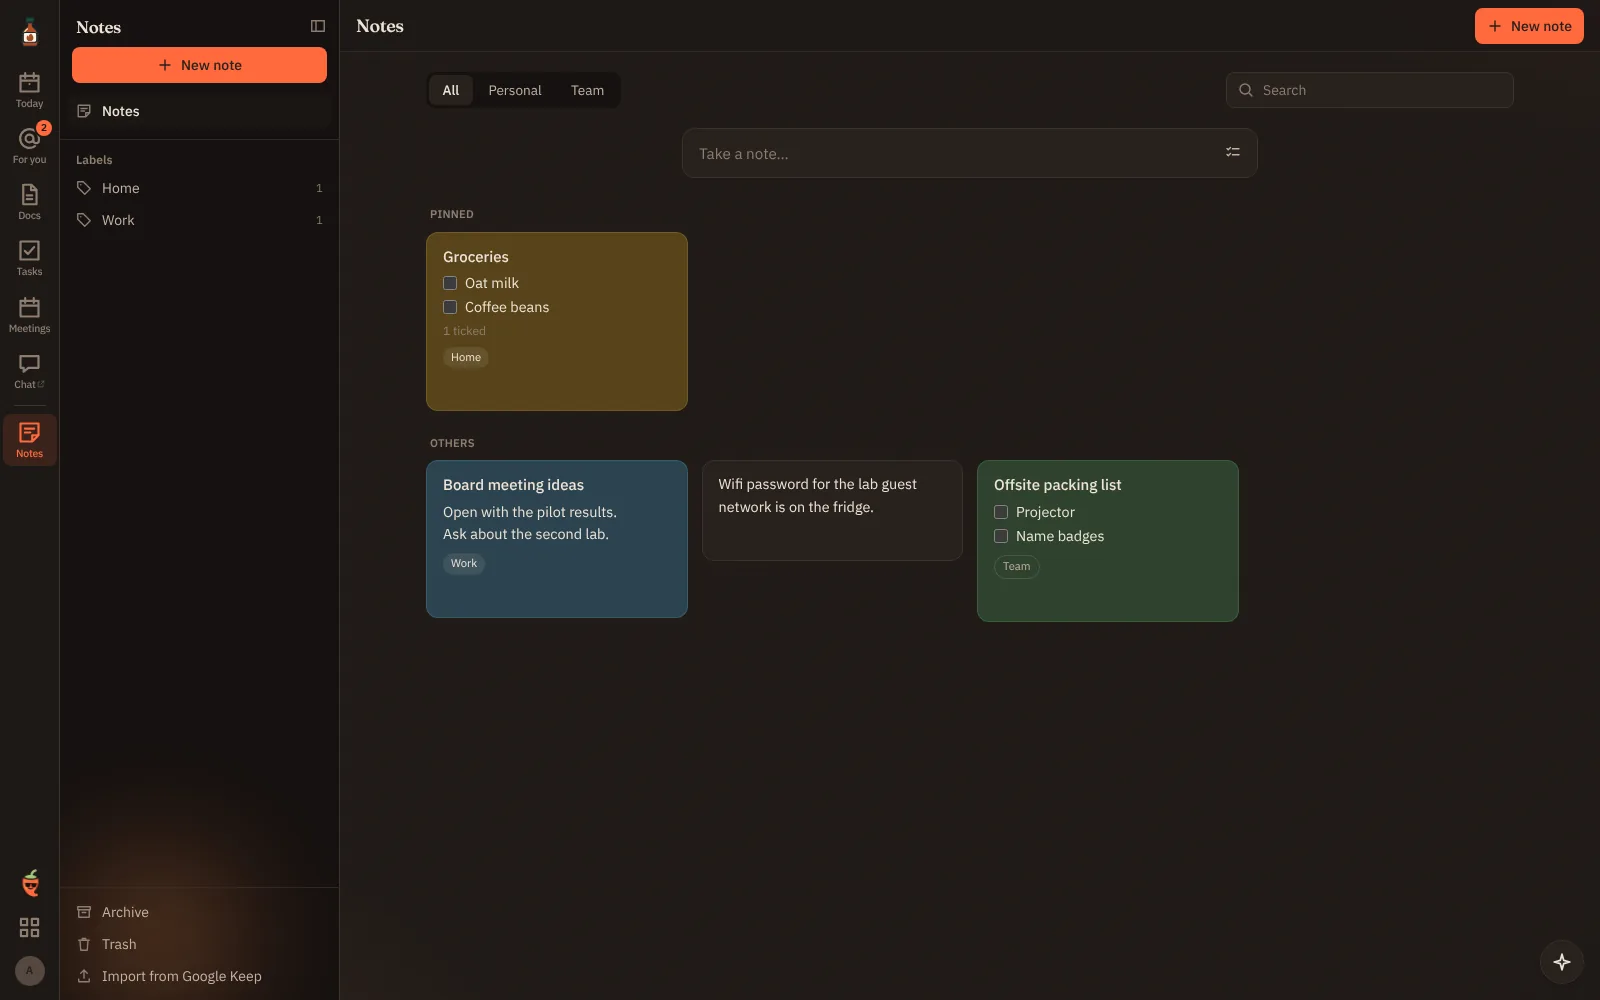 Today
2
For you
Docs
Tasks
Meetings
Chat
Notes
A
Notes
New note
Notes
Labels
Home 1
Work 1
Archive
Trash
Import from Google Keep
Notes
New note
All Personal Team
Search
Take a note...
PINNED
Groceries
Oat milk
Coffee beans
1 ticked
Home
OTHERS
Board meeting ideas
Open with the pilot results.
Ask about the second lab.
Work
Wifi password for the lab guest
network is on the fridge.
Offsite packing list
Projector
Name badges
Team